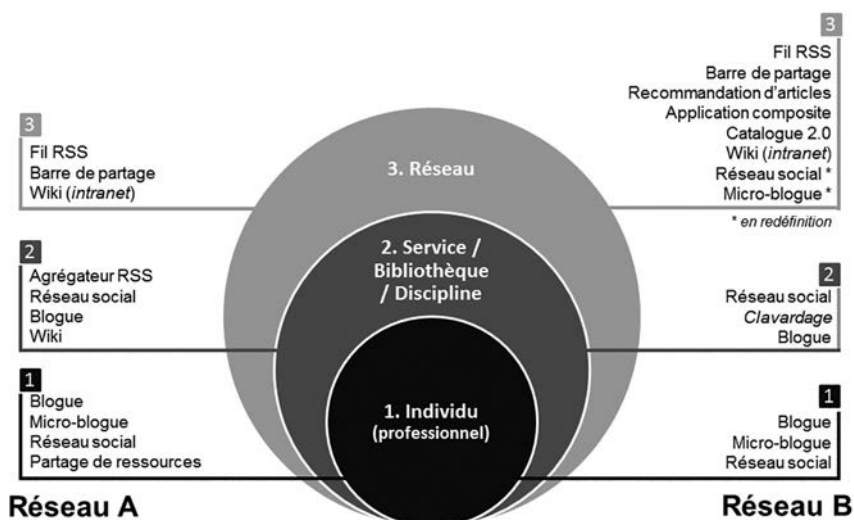 3
Fil RSS
Barre de partage
Wiki (intranet)
2
Agrégateur RSS
Réseau social
Blogue
Wiki
1
Blogue
Micro-blogue
Réseau social
Partage de ressources
Réseau A
3. Réseau
2. Service /
Bibliothèque
/ Discipline
1. Individu
(professionnel)
3
Fil RSS
Barre de partage
Recommandation d'articles
Application composite
Catalogue 2.0
Wiki (intranet)
Réseau social *
Micro-blogue *
* en redéfinition
2
Réseau social
Clavardage
Blogue
1
Blogue
Micro-blogue
Réseau social
Réseau B